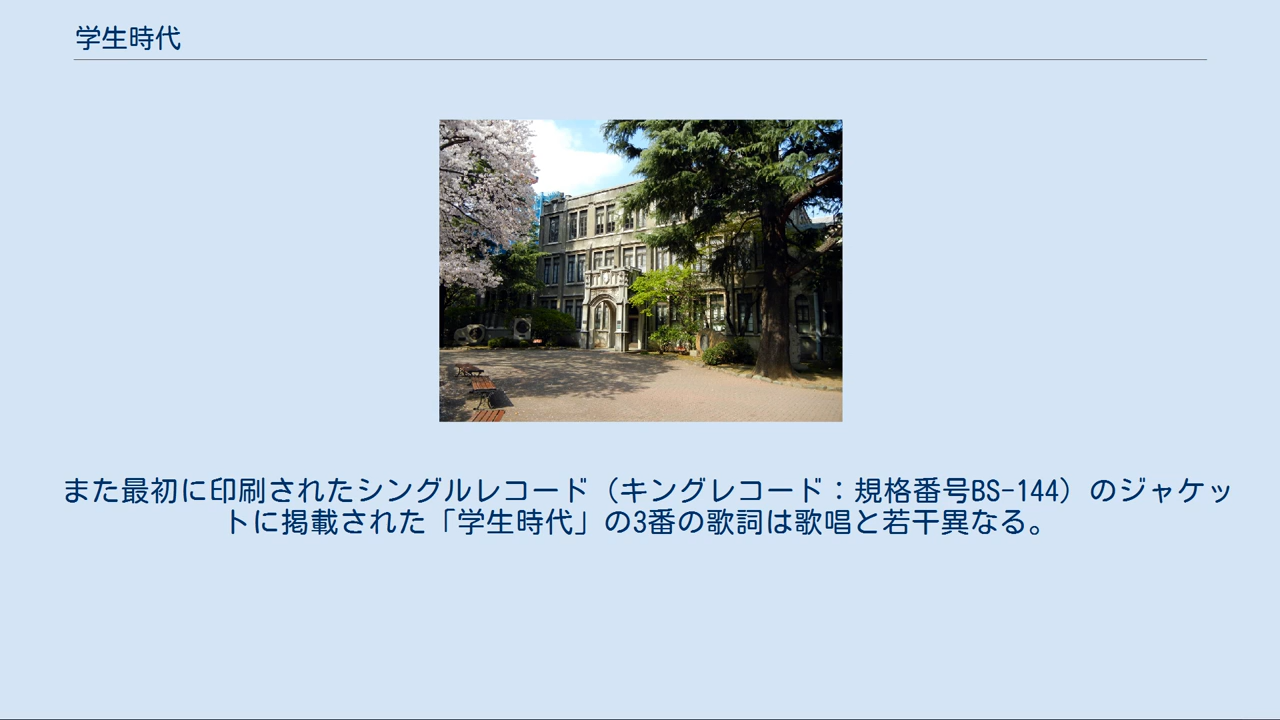 学生時代
また最初に印刷されたシングルレコード（キングレコード：規格番号BS-144）のジャケッ
トに掲載された「学生時代」の3番の歌詞は歌唱と若干異なる。